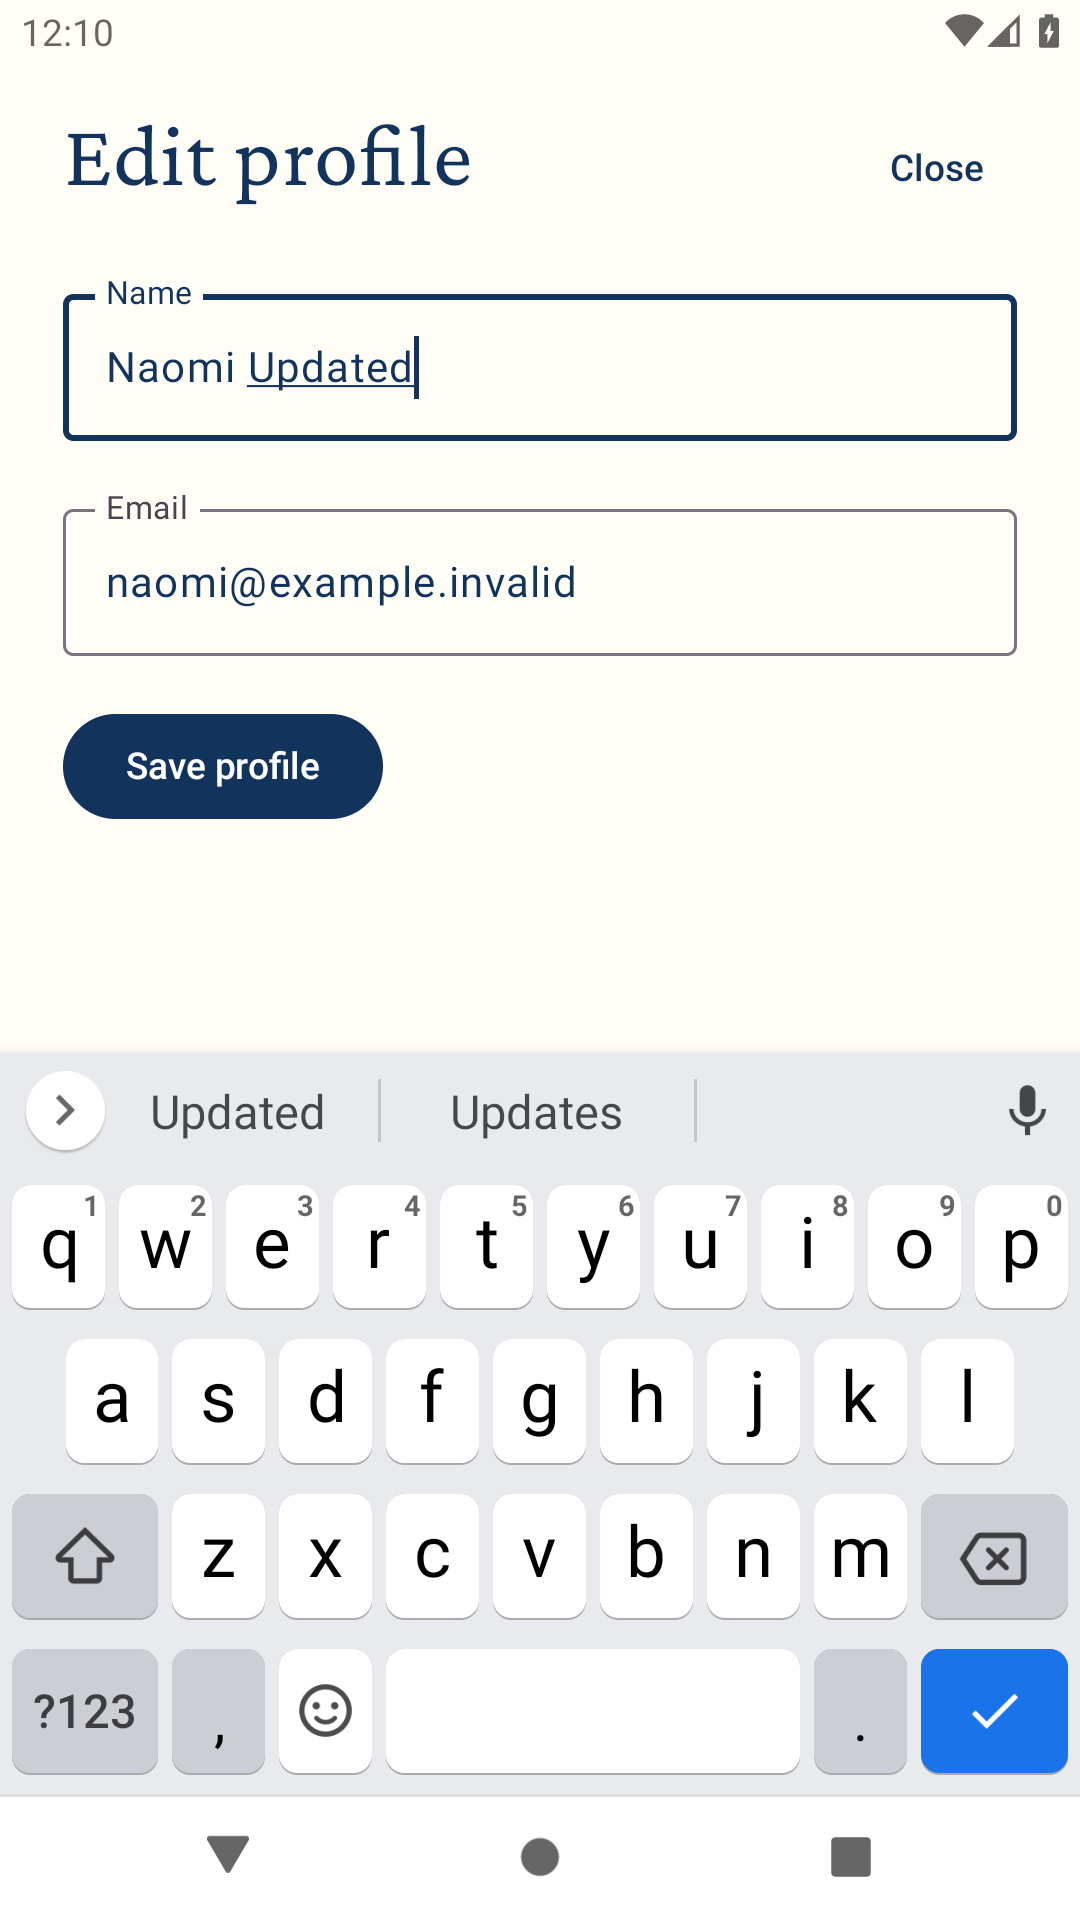 12:10
Edit profile
Close
Name
Naomi Updated
Email
naomi@example.invalid
Save profile
Updated Updates
1 2 3 4 5 6 7 8 9 0
q w e r t y u i o p
a s d f g h j k l
z x c v b n m
?123 , .